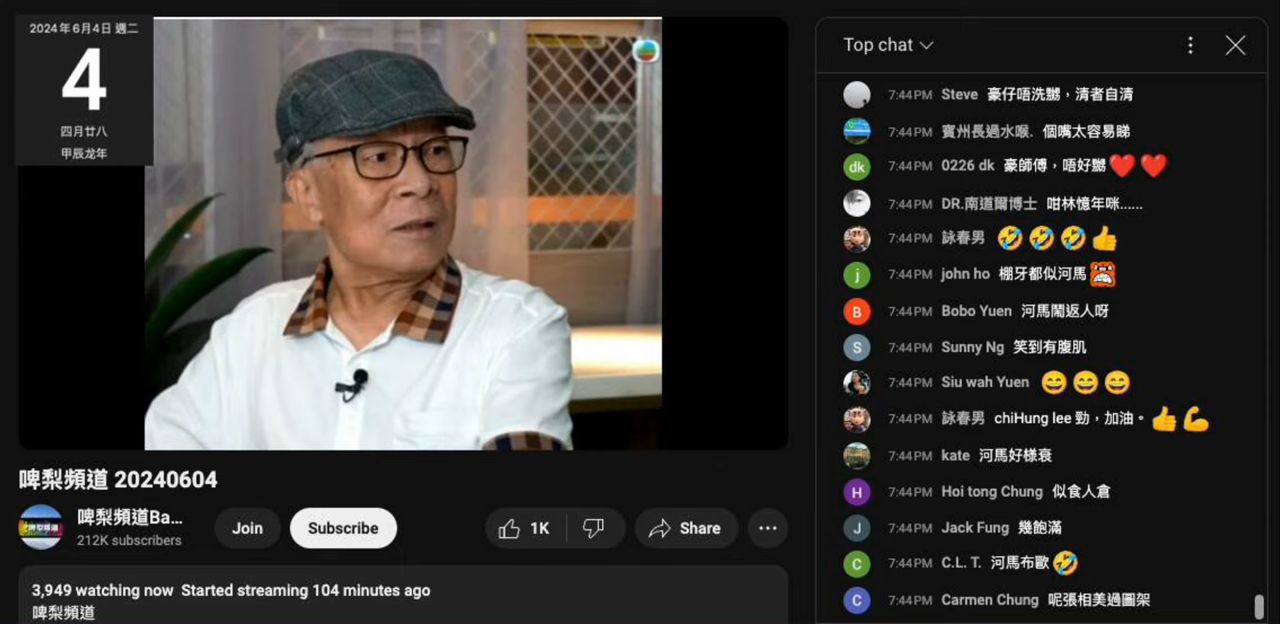 2024年6月4日 週二
4
四月廿八
甲辰龙年
啤梨頻道 20240604
啤梨頻道Ba...
212K subscribers
Join
Subscribe
1K
Share
3,949 watching now Started streaming 104 minutes ago
啤梨頻道
Top chat
7:44PM Steve 豪仔唔洗嬲，清者自清
7:44PM 賓州長過水喉. 個嘴太容易睇
dk 7:44PM 0226 dk 豪師傅，唔好嬲❤️❤️
7:44PM DR.南道爾博士 咁林憶年咪......
7:44PM 詠春男 🤣🤣🤣👍
j 7:44PM john ho 棚牙都似河馬
B 7:44PM Bobo Yuen 河馬鬧返人呀
S 7:44PM Sunny Ng 笑到有腹肌
7:44PM Siu wah Yuen 😄😄😄
7:44PM 詠春男 chiHung lee 勁，加油。👍💪
7:44PM kate 河馬好樣衰
H 7:44PM Hoi tong Chung 似食人倉
J 7:44PM Jack Fung 幾飽滿
C 7:44PM C.L. T. 河馬布歐🤣
C 7:44PM Carmen Chung 呢張相美過圖架